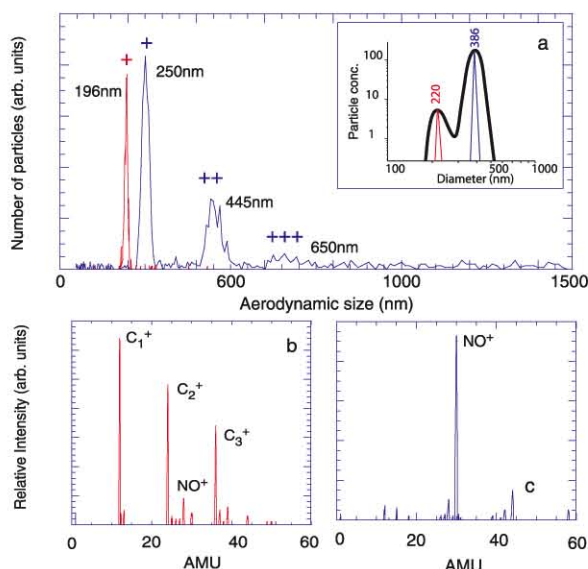 Number of particles (arb. units)
+
196nm
+
250nm
++
445nm
+++
650nm
a
Particle conc.
100
10
1
220
386
100
500
1000
Diameter (nm)
0
600
1000
1500
Aerodynamic size (nm)
Relative Intensity (arb. units)
b
C₁⁺
C₂⁺
C₃⁺
NO⁺
0
20
40
60
AMU
c
NO⁺
20
40
60
AMU